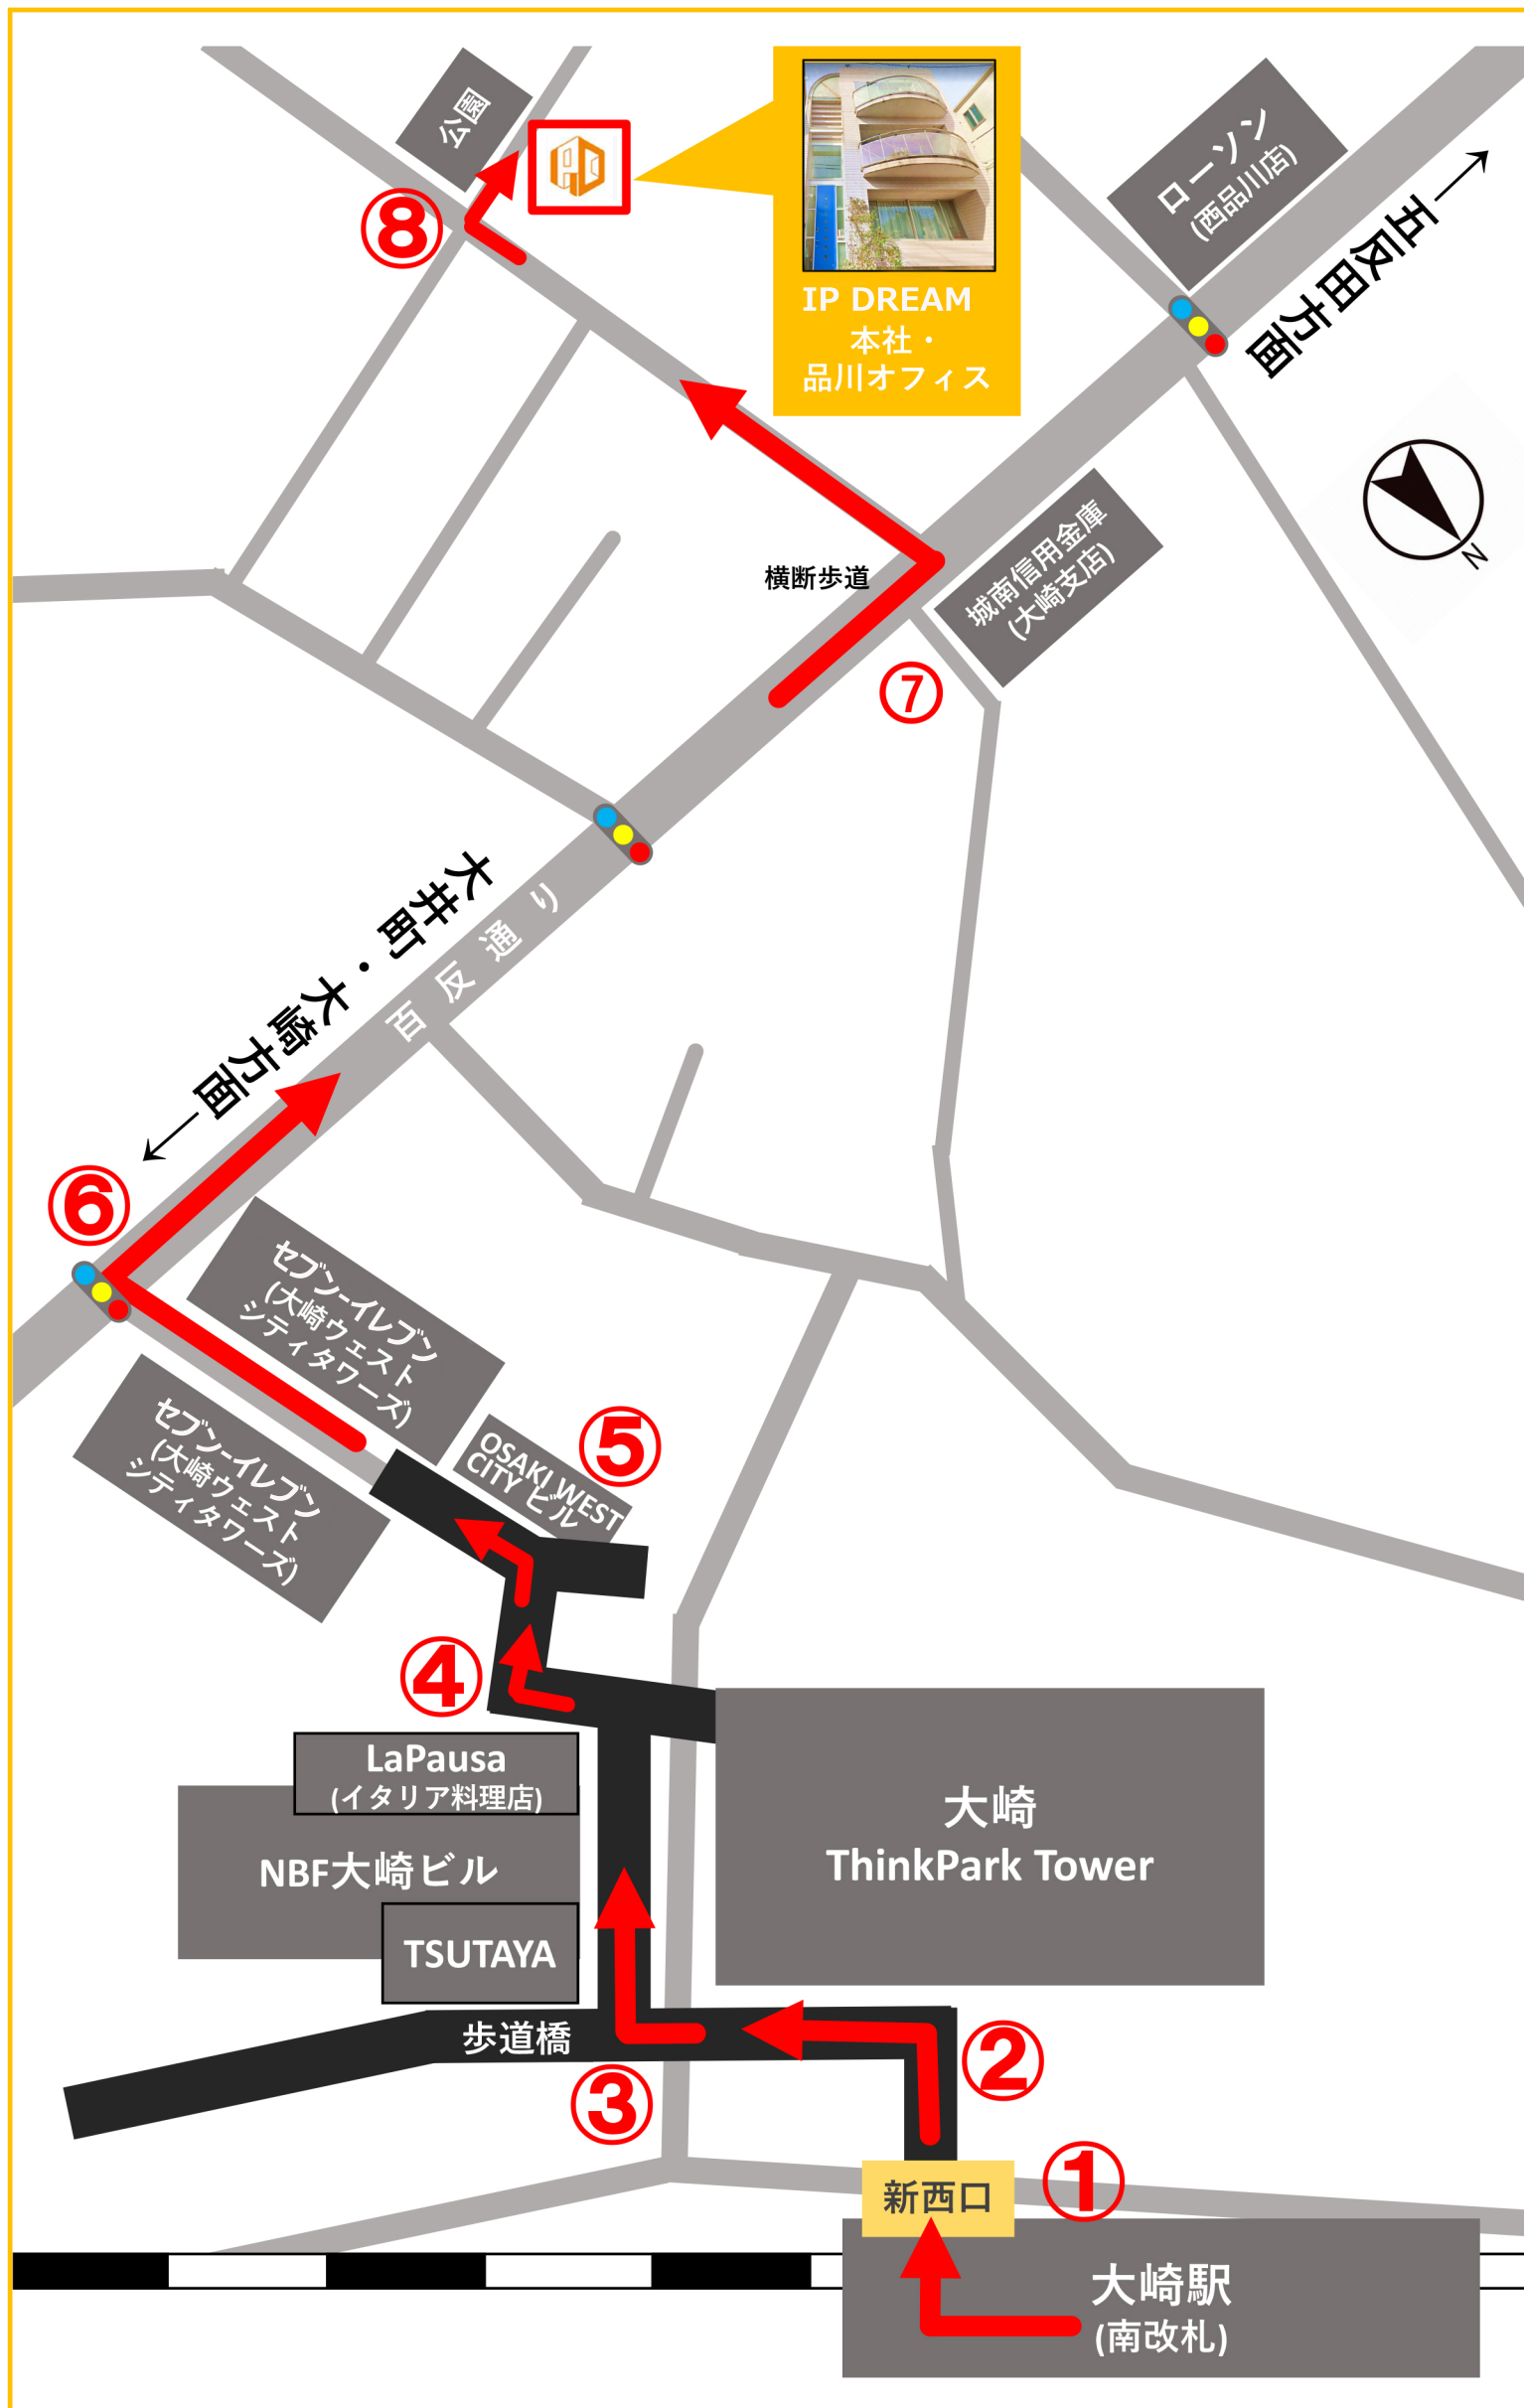 公園
⑧
IP DREAM
本社・
品川オフィス
ローソン
(西品川店)
五反田方面
N
城南信用金庫
(大崎支店)
横断歩道
⑦
大井町・大崎方面
百反通り
⑥
セブン-イレブン
(大崎ウェスト
シティタワーズ)
セブン-イレブン
(大崎ウェスト
シティタワーズ)
OSAKI WEST
CITY ビル
⑤
④
LaPausa
(イタリア料理店)
NBF大崎ビル
TSUTAYA
大崎
ThinkPark Tower
歩道橋
③
②
①
新西口
大崎駅
(南改札)